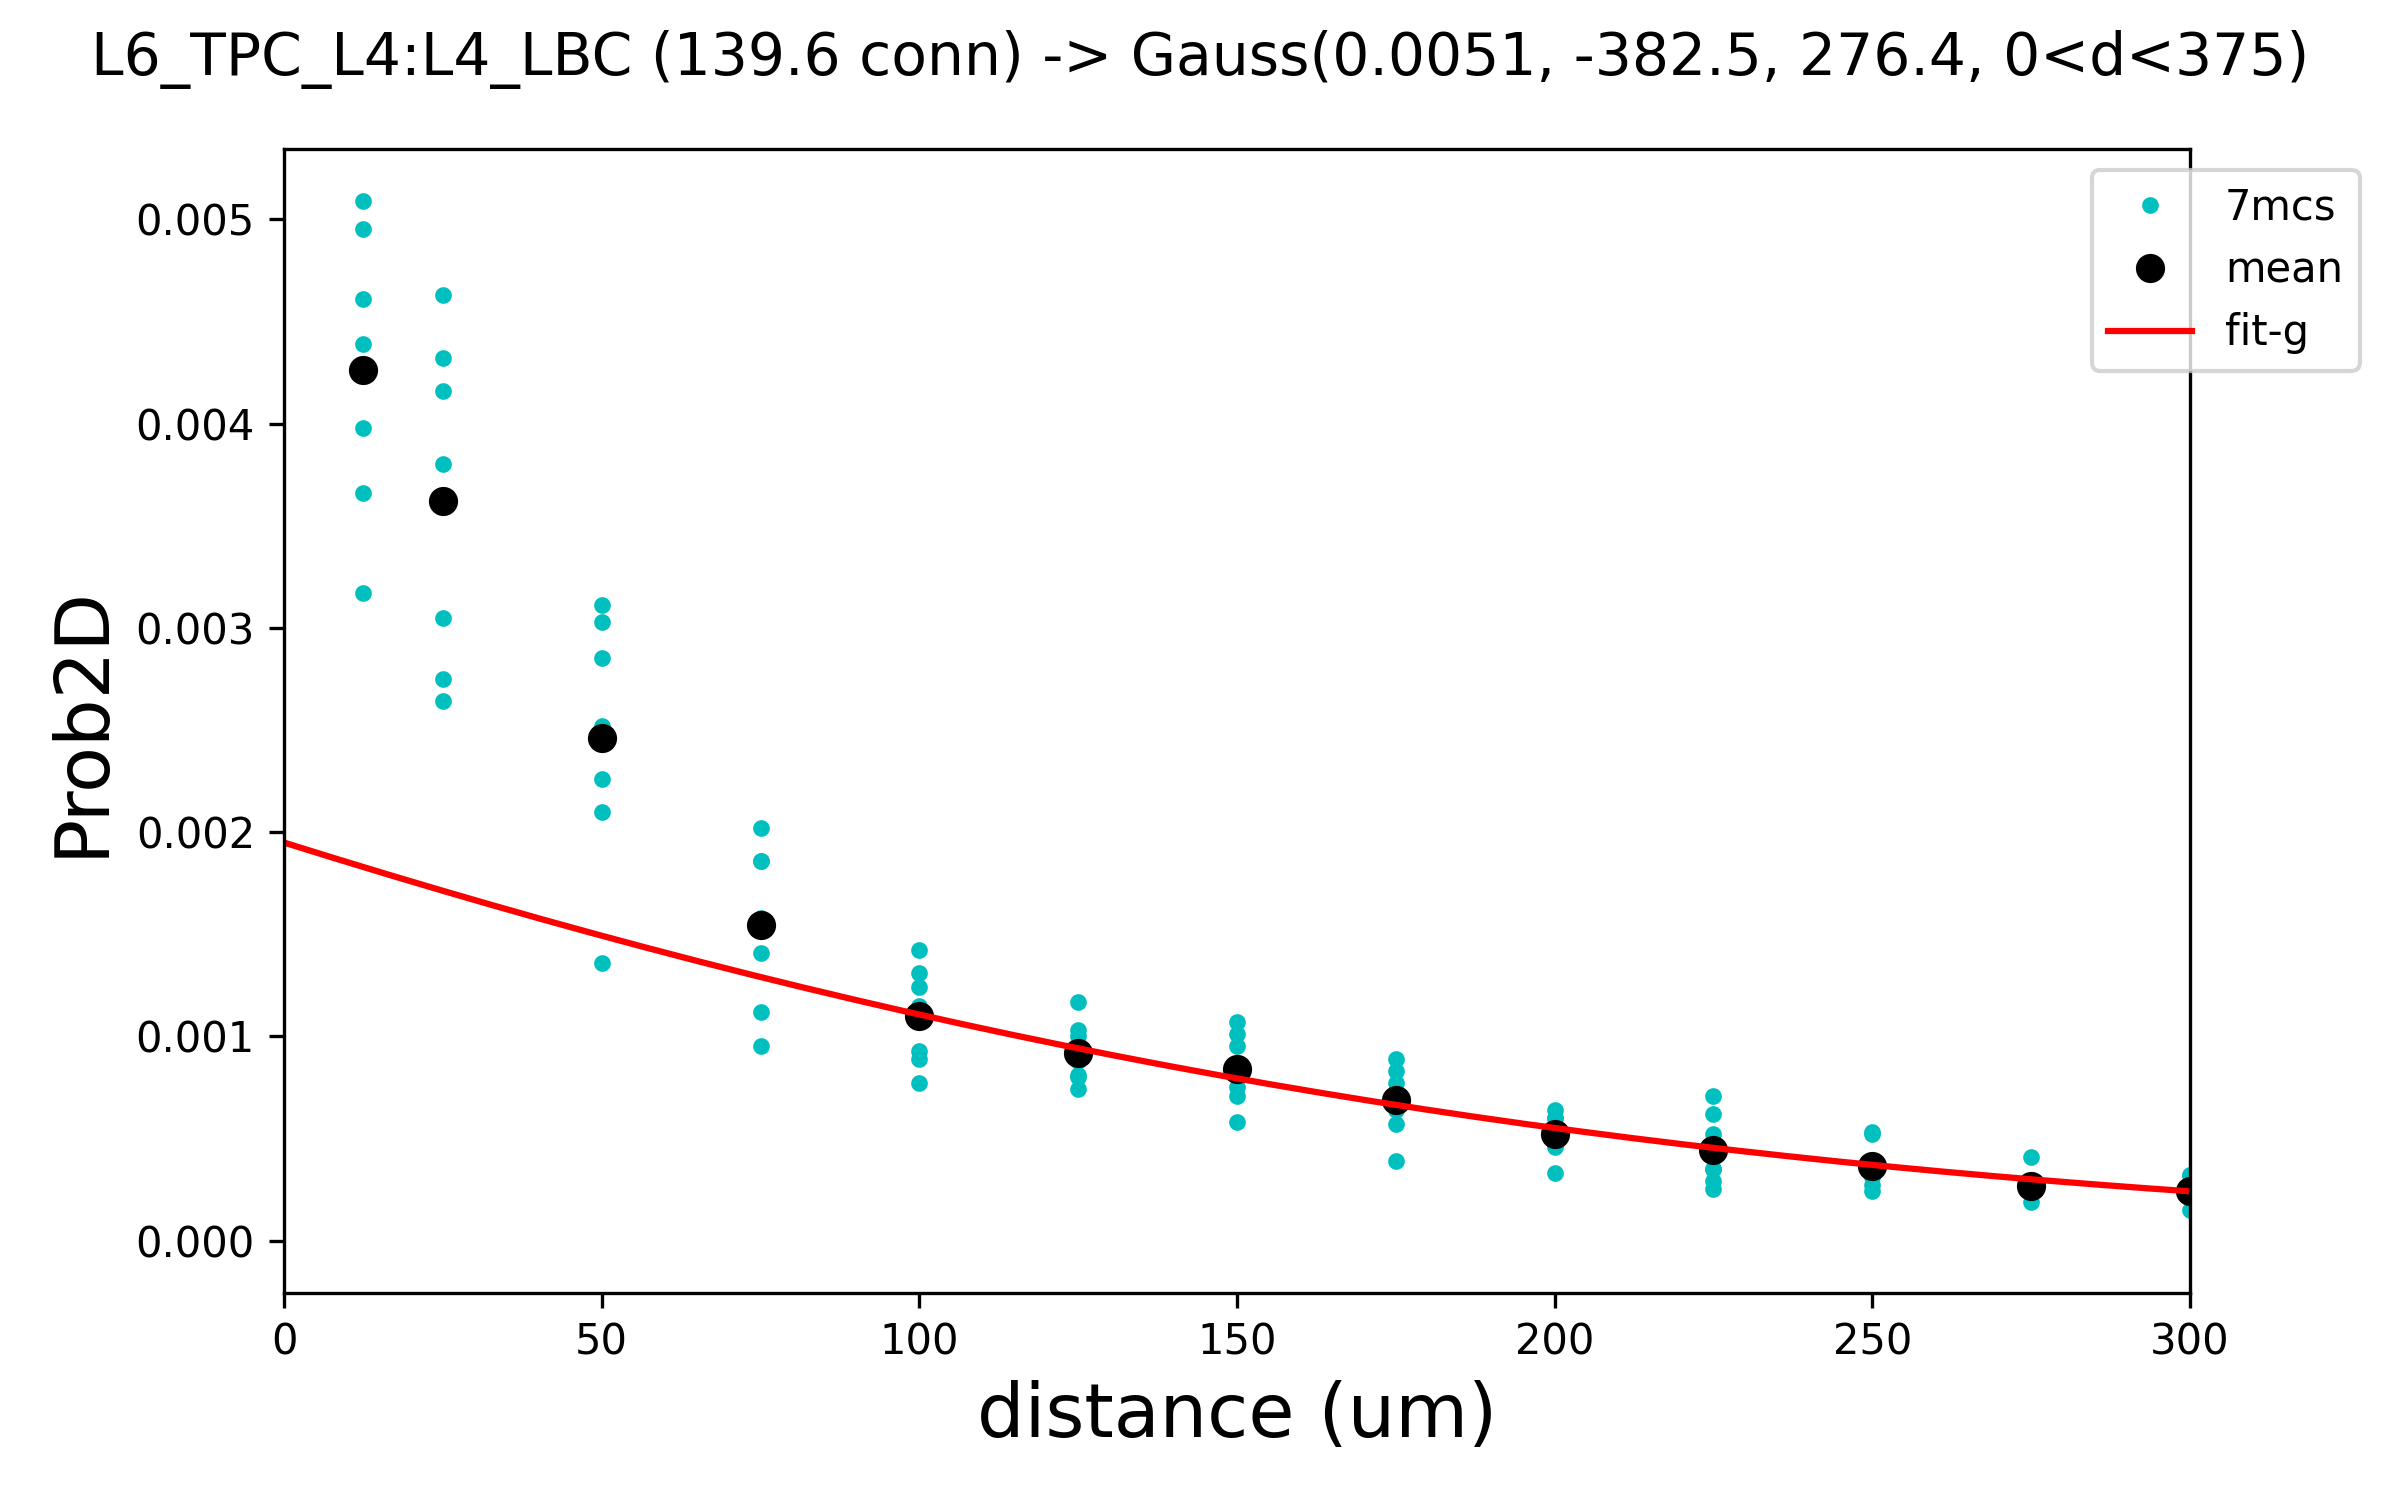 L6_TPC_L4:L4_LBC (139.6 conn) -> Gauss(0.0051, -382.5, 276.4, 0<d<375)
7mcs
mean
fit-g
Prob2D
0.005
0.004
0.003
0.002
0.001
0.000
0 50 100 150 200 250 300
distance (um)